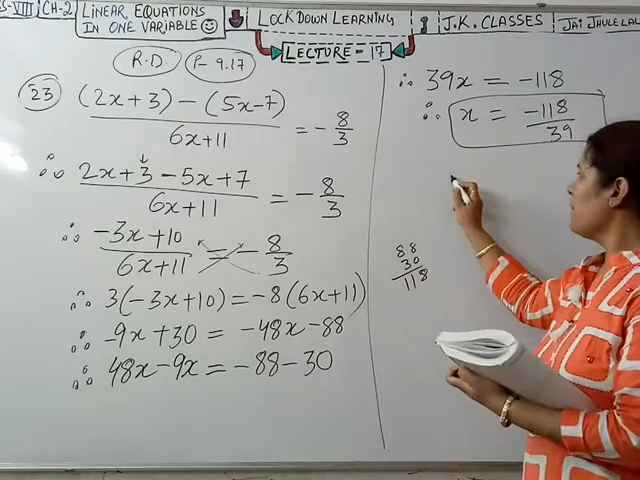 S-VIII CH-2 LINEAR EQUATIONS IN ONE VARIABLE ☺
LOCKDOWN LEARNING
J.K. CLASSES
JAI JHULELAL
LECTURE - 17
R.D P- 9.17
23 (2x+3) - (5x-7) / 6x+11 = - 8/3
∴ 2x+3 - 5x+7 / 6x+11 = - 8/3
∴ -3x+10 / 6x+11 = - 8/3
∴ 3(-3x+10) = -8(6x+11)
∴ -9x+30 = -48x-88
∴ 48x-9x = -88-30
∴ 39x = -118
∴ x = -118/39
88
30
118